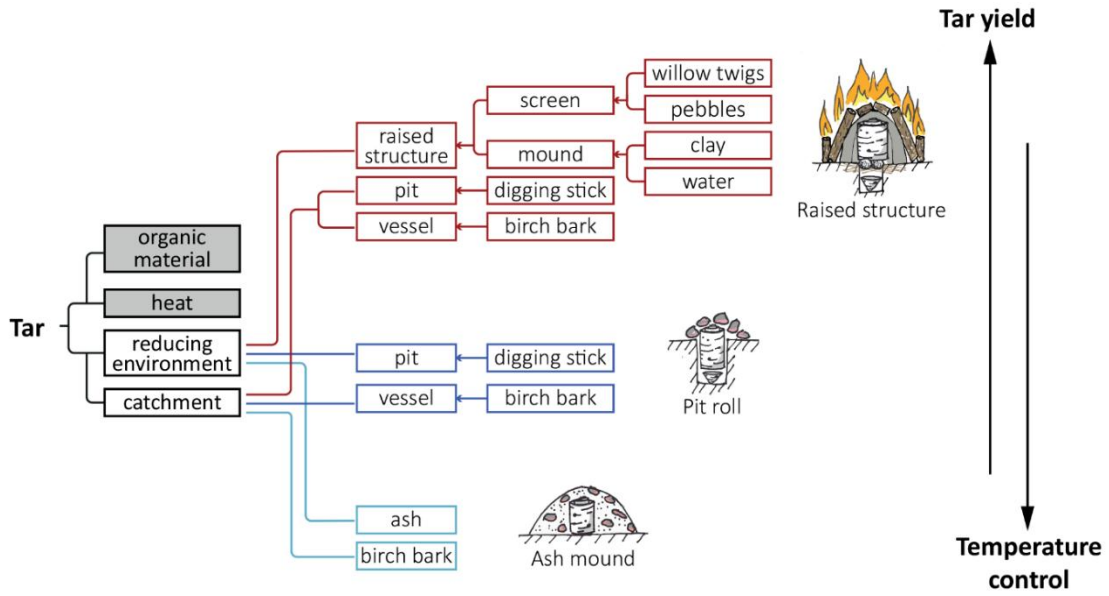 Tar yield
willow twigs
screen
pebbles
raised
structure
mound
clay
water
pit
digging stick
vessel
birch bark
Raised structure
organic
material
heat
Tar
reducing
environment
catchment
pit
digging stick
vessel
birch bark
Pit roll
ash
birch bark
Ash mound
Temperature
control